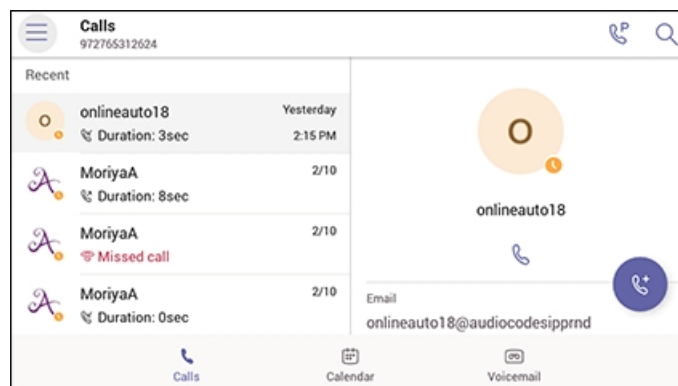 Calls
972765312624
Recent
onlineauto18 Yesterday
Duration: 3sec 2:15 PM
MoriyaA 2/10
Duration: 8sec
MoriyaA 2/10
Missed call
MoriyaA 2/10
Duration: 0sec
O
O
onlineauto18
Email
onlineauto18@audiocodesipprnd
Calls Calendar Voicemail